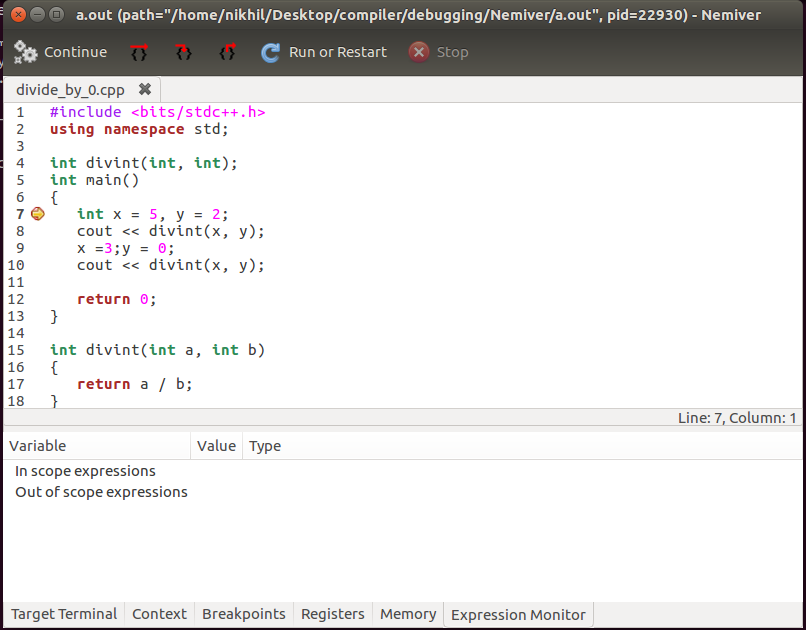 a.out (path="/home/nikhil/Desktop/compiler/debugging/Nemiver/a.out", pid=22930) - Nemiver
Continue Run or Restart Stop
divide_by_0.cpp
1 #include <bits/stdc++.h>
2 using namespace std;
3
4 int divint(int, int);
5 int main()
6 {
7 int x = 5, y = 2;
8 cout << divint(x, y);
9 x =3;y = 0;
10 cout << divint(x, y);
11
12 return 0;
13 }
14
15 int divint(int a, int b)
16 {
17 return a / b;
18 }
Line: 7, Column: 1
Variable Value Type
In scope expressions
Out of scope expressions
Target Terminal Context Breakpoints Registers Memory Expression Monitor